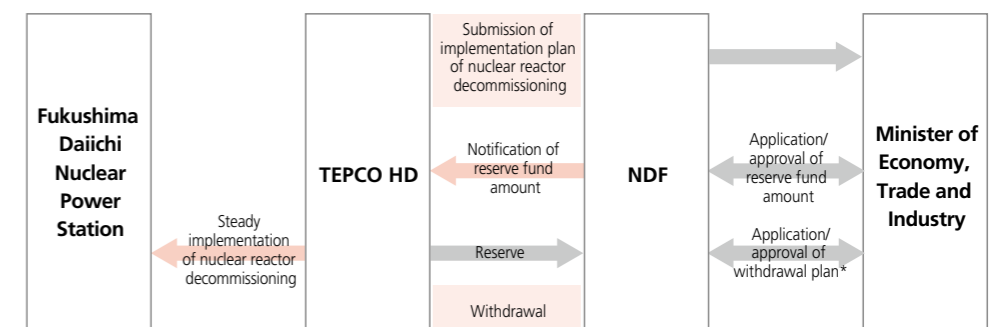 Fukushima
Daiichi
Nuclear
Power
Station
Steady
implementation
of nuclear reactor
decommissioning
TEPCO HD
Submission of
implementation plan
of nuclear reactor
decommissioning
Notification of
reserve fund
amount
Reserve
Withdrawal
NDF
Application/
approval of
reserve fund
amount
Application/
approval of
withdrawal plan*
Minister of
Economy,
Trade and
Industry